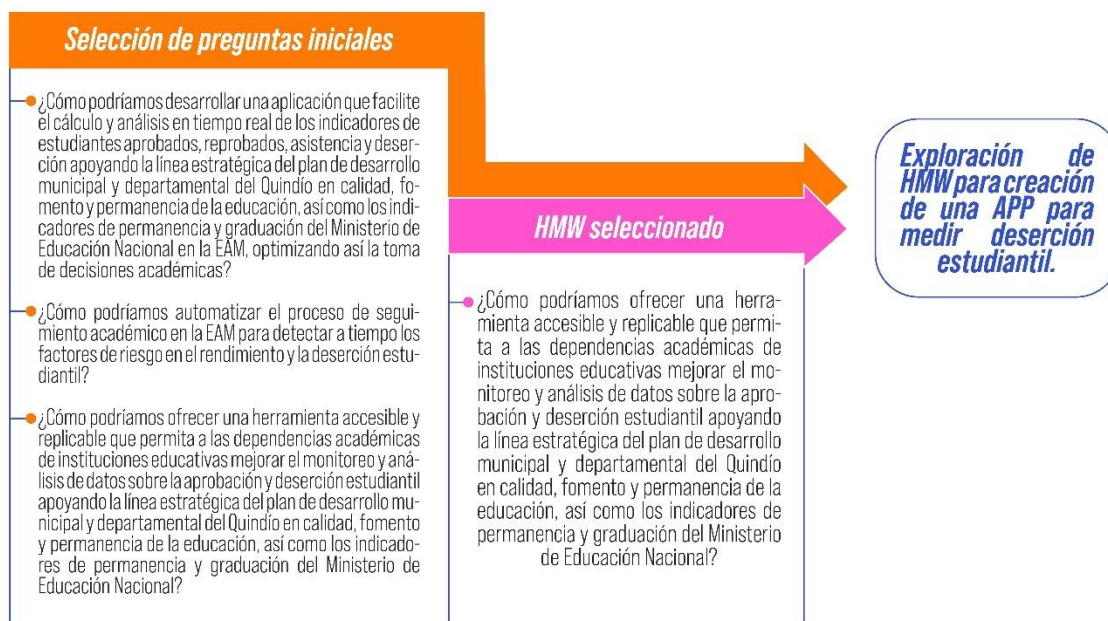 Selección de preguntas iniciales
¿Cómo podríamos desarrollar una aplicación que facilite
el cálculo y análisis en tiempo real de los indicadores de
estudiantes aprobados, reprobados, asistencia y deser-
ción apoyando la línea estratégica del plan de desarrollo
municipal y departamental del Quindío en calidad, fo-
mento y permanencia de la educación, así como los indi-
cadores de permanencia y graduación del Ministerio de
Educación Nacional en la EAM, optimizando así la toma
de decisiones académicas?
¿Cómo podríamos automatizar el proceso de segui-
miento académico en la EAM para detectar a tiempo los
factores de riesgo en el rendimiento y la deserción estu-
diantil?
¿Cómo podríamos ofrecer una herramienta accesible y
replicable que permita a las dependencias académicas
de instituciones educativas mejorar el monitoreo y aná-
lisis de datos sobre la aprobación y deserción estudiantil
apoyando la línea estratégica del plan de desarrollo mu-
nicipal y departamental del Quindío en calidad, fomento
y permanencia de la educación, así como los indicado-
res de permanencia y graduación del Ministerio de
Educación Nacional?
HMW seleccionado
¿Cómo podríamos ofrecer una herra-
mienta accesible y replicable que permi-
ta a las dependencias académicas de
instituciones educativas mejorar el mo-
nitoreo y análisis de datos sobre la apro-
bación y deserción estudiantil apoyando
la línea estratégica del plan de desarrollo
municipal y departamental del Quindío
en calidad, fomento y permanencia de la
educación, así como los indicadores de
permanencia y graduación del Ministerio
de Educación Nacional?
Exploración de
HMW para creación
de una APP para
medir deserción
estudiantil.